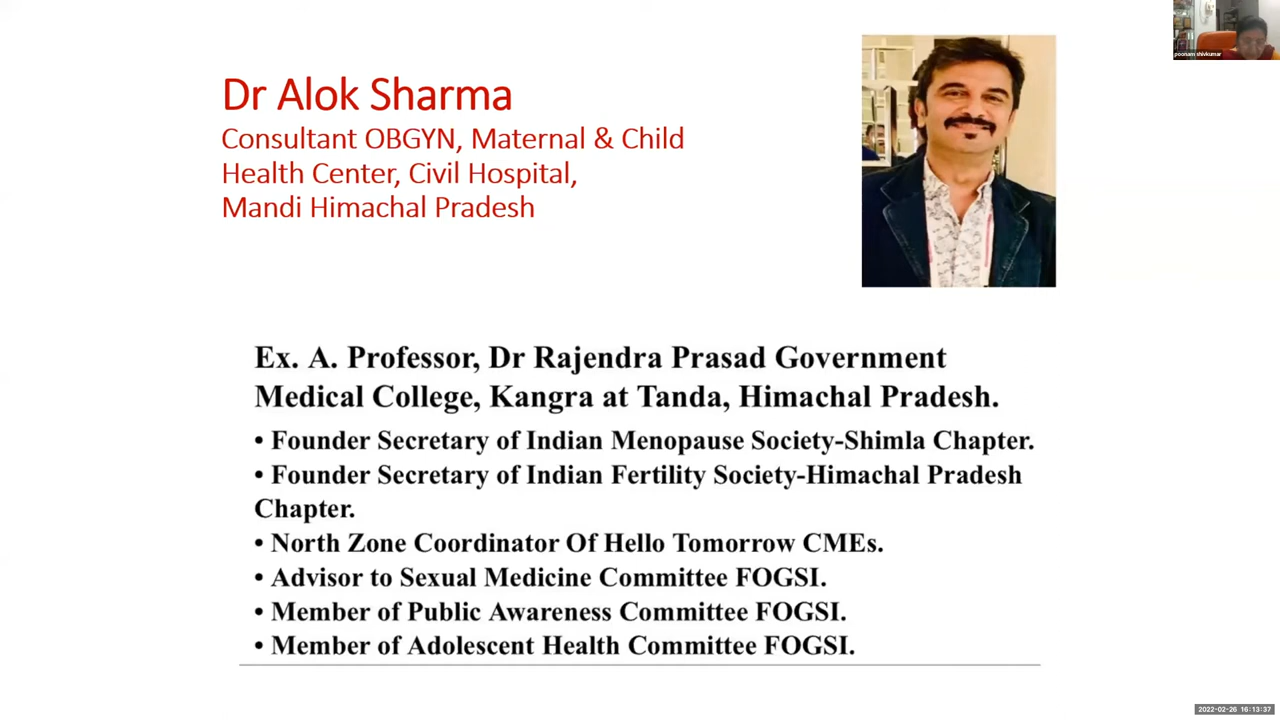 poonam shivkumar
Dr Alok Sharma
Consultant OBGYN, Maternal & Child
Health Center, Civil Hospital,
Mandi Himachal Pradesh
Ex. A. Professor, Dr Rajendra Prasad Government
Medical College, Kangra at Tanda, Himachal Pradesh.
• Founder Secretary of Indian Menopause Society-Shimla Chapter.
• Founder Secretary of Indian Fertility Society-Himachal Pradesh
Chapter.
• North Zone Coordinator Of Hello Tomorrow CMEs.
• Advisor to Sexual Medicine Committee FOGSI.
• Member of Public Awareness Committee FOGSI.
• Member of Adolescent Health Committee FOGSI.
2022-02-26 16:13:37